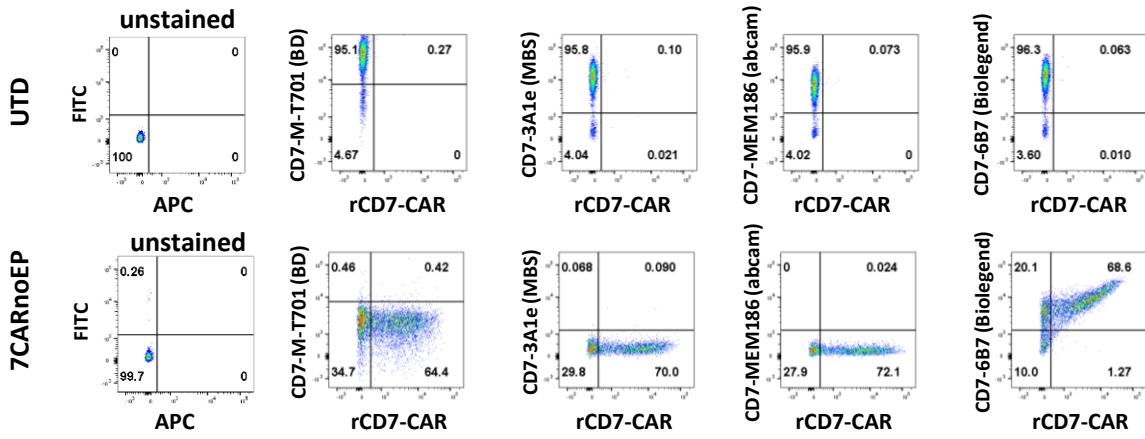 unstained
UTD
FITC
0
0
100
0
APC
CD7-M-T701 (BD)
95.1
0.27
4.67
0
rCD7-CAR
CD7-3A1e (MBS)
95.8
0.10
4.04
0.021
rCD7-CAR
CD7-MEM186 (abcam)
95.9
0.073
4.02
0
rCD7-CAR
CD7-6B7 (Biolegend)
96.3
0.063
3.60
0.010
rCD7-CAR
unstained
7CARnoEP
FITC
0.26
0
99.7
0
APC
CD7-M-T701 (BD)
0.46
0.42
34.7
64.4
rCD7-CAR
CD7-3A1e (MBS)
0.068
0.090
29.8
70.0
rCD7-CAR
CD7-MEM186 (abcam)
0
0.024
27.9
72.1
rCD7-CAR
CD7-6B7 (Biolegend)
20.1
68.6
10.0
1.27
rCD7-CAR